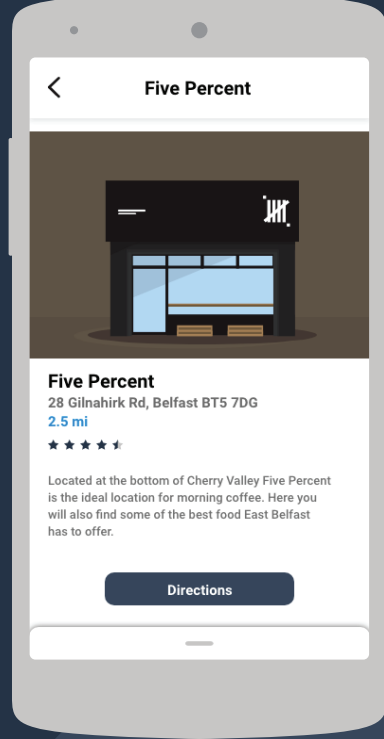 Five Percent
Five Percent
28 Gilnahirk Rd, Belfast BT5 7DG
2.5 mi
Located at the bottom of Cherry Valley Five Percent
is the ideal location for morning coffee. Here you
will also find some of the best food East Belfast
has to offer.
Directions